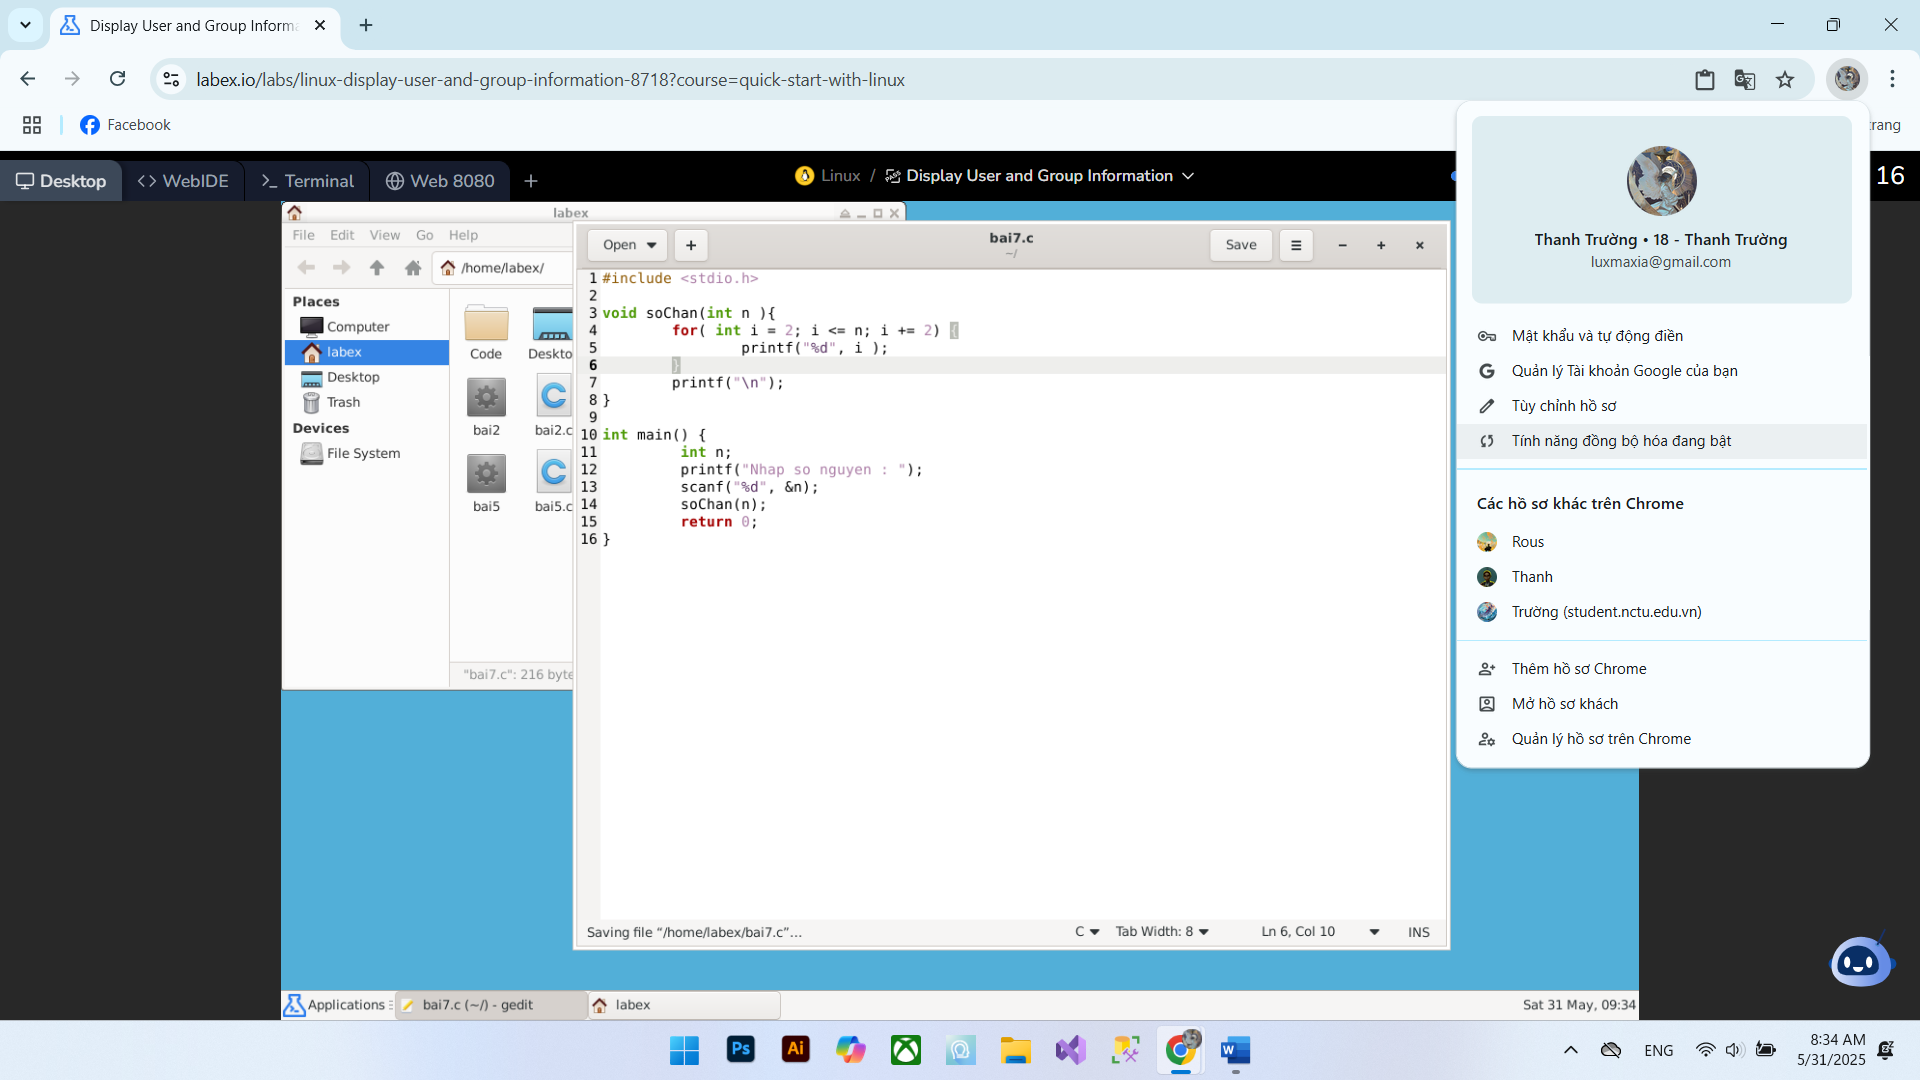 Display User and Group Informa
labex.io/labs/linux-display-user-and-group-information-8718?course=quick-start-with-linux
Facebook
trang
Desktop
WebIDE
Terminal
Web 8080
Linux / Display User and Group Information
16
labex
File Edit View Go Help
/home/labex/
Places
Computer
labex
Desktop
Trash
Devices
File System
Code
Deskto
bai2
bai2.c
bai5
bai5.c
"bai7.c": 216 byte
Open
bai7.c
~/
Save
1 #include <stdio.h>
2
3 void soChan(int n ){
4 for( int i = 2; i <= n; i += 2) {
5 printf("%d", i );
6 }
7 printf("\n");
8 }
9
10 int main() {
11 int n;
12 printf("Nhap so nguyen : ");
13 scanf("%d", &n);
14 soChan(n);
15 return 0;
16 }
Saving file “/home/labex/bai7.c”...
C
Tab Width: 8
Ln 6, Col 10
INS
Thanh Trường • 18 - Thanh Trường
luxmaxia@gmail.com
Mật khẩu và tự động điền
Quản lý Tài khoản Google của bạn
Tùy chỉnh hồ sơ
Tính năng đồng bộ hóa đang bật
Các hồ sơ khác trên Chrome
Rous
Thanh
Trường (student.nctu.edu.vn)
Thêm hồ sơ Chrome
Mở hồ sơ khách
Quản lý hồ sơ trên Chrome
Applications
bai7.c (~/) - gedit
labex
Sat 31 May, 09:34
Ps
Ai
W
ENG
8:34 AM
5/31/2025